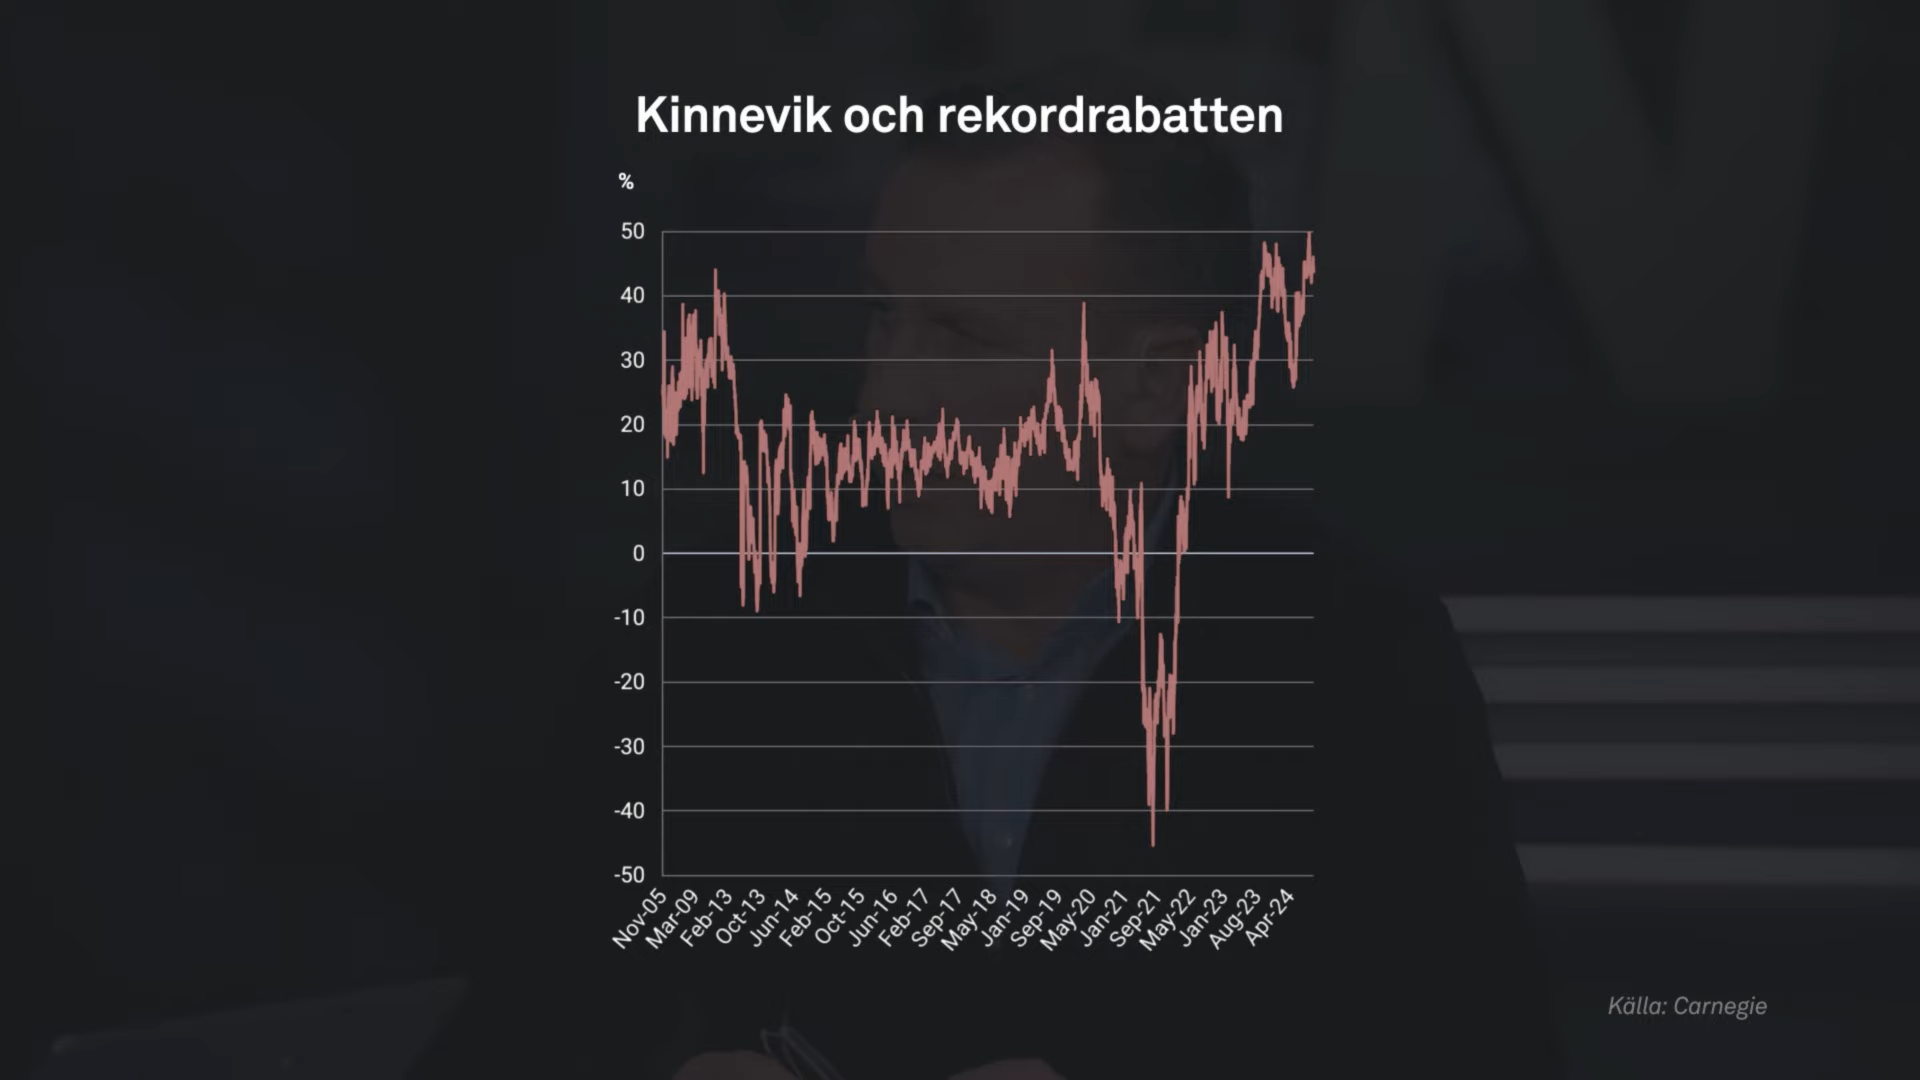 Kinnevik och rekordrabatten
%
50
40
30
20
10
0
-10
-20
-30
-40
-50
Nov-05
Mar-09
Feb-13
Oct-13
Jun-14
Feb-15
Oct-15
Jun-16
Feb-17
Sep-17
May-18
Jan-19
Sep-19
May-20
Jan-21
Sep-21
May-22
Jan-23
Aug-23
Apr-24
Källa: Carnegie